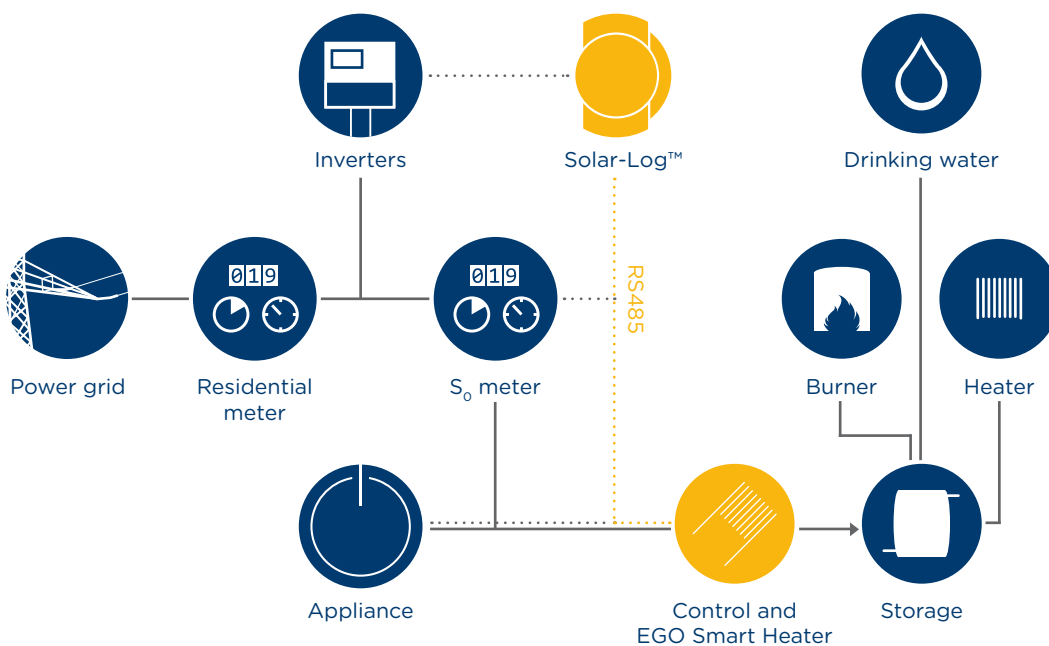 Inverters
Solar-Log™
Drinking water
019
019
RS485
Power grid
Residential
meter
S₀ meter
Burner
Heater
Appliance
Control and
EGO Smart Heater
Storage